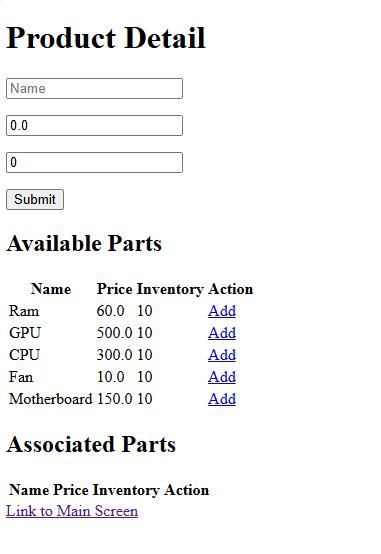 Product Detail
Name
0.0
0
Submit
Available Parts
Name Price Inventory Action
Ram 60.0 10 Add
GPU 500.0 10 Add
CPU 300.0 10 Add
Fan 10.0 10 Add
Motherboard 150.0 10 Add
Associated Parts
Name Price Inventory Action
Link to Main Screen